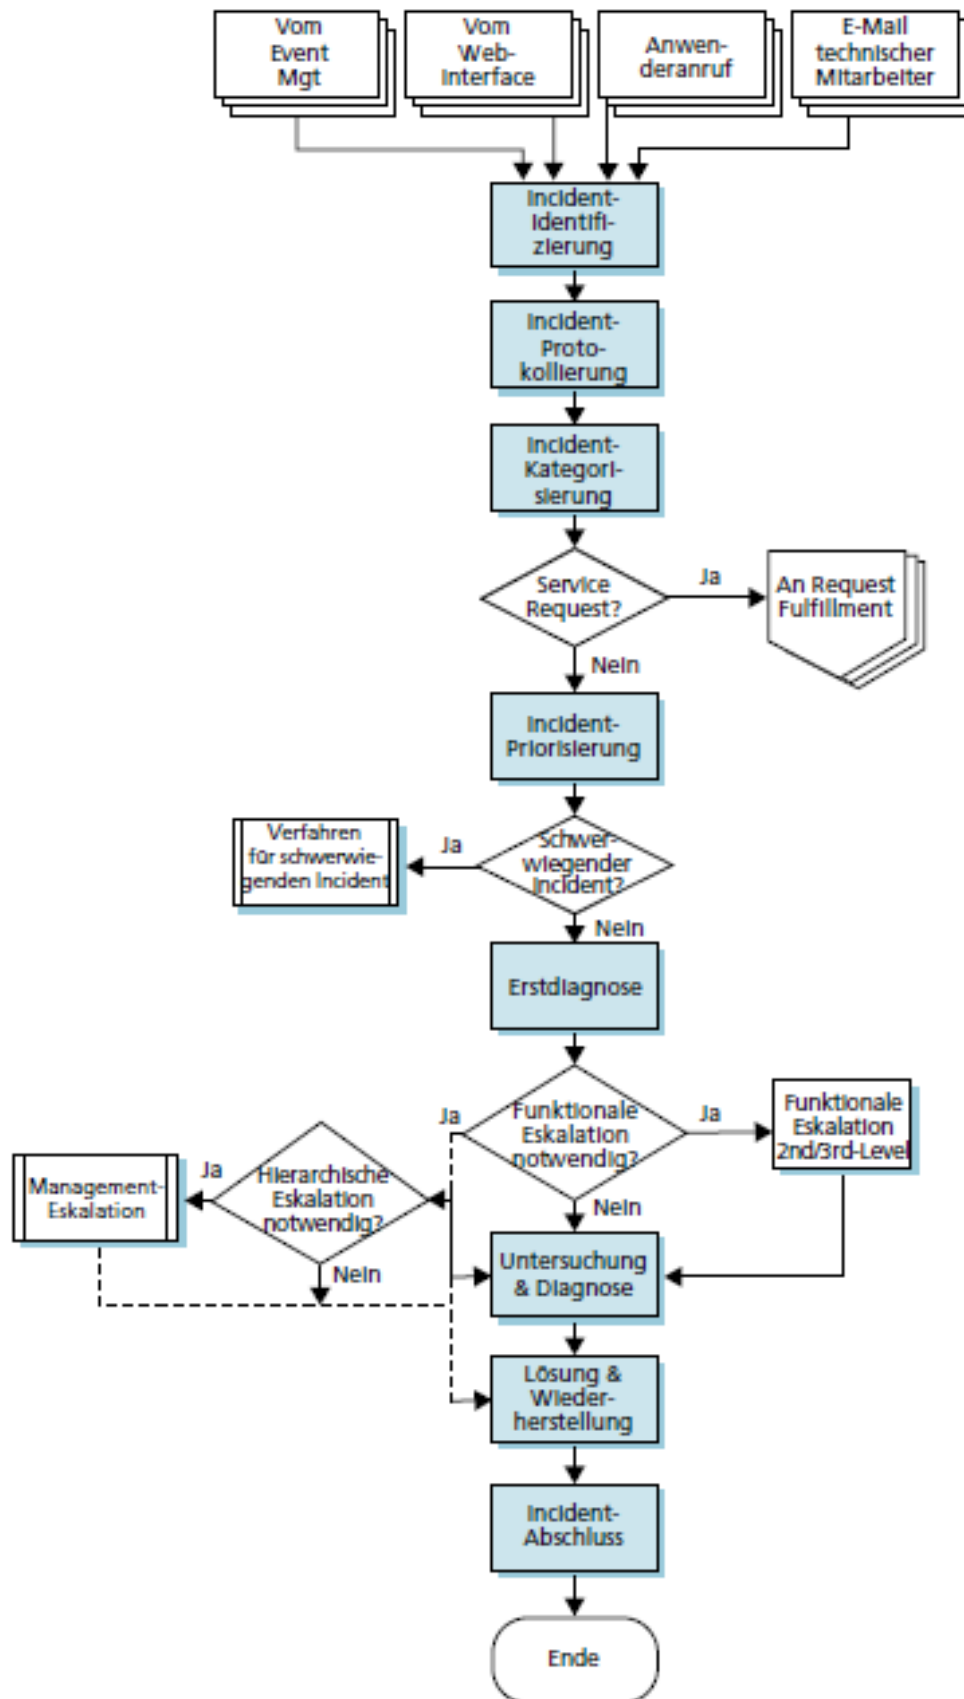 Vom
Event
Mgt
Vom
Web-
Interface
Anwen-
deranruf
E-Mail
technischer
Mitarbeiter
Incident-
Identifi-
zierung
Incident-
Proto-
kollierung
Incident-
Kategori-
sierung
Service
Request?
Ja
An Request
Fulfillment
Nein
Incident-
Priorisierung
Verfahren
für schwerwie-
genden Incident
Ja
Schwer-
wiegender
Incident?
Nein
Erstdiagnose
Ja
Funktionale
Eskalation
notwendig?
Ja
Funktionale
Eskalation
2nd/3rd-Level
Management-
Eskalation
Ja
Hierarchische
Eskalation
notwendig?
Nein
Nein
Untersuchung
& Diagnose
Lösung &
Wieder-
herstellung
Incident-
Abschluss
Ende